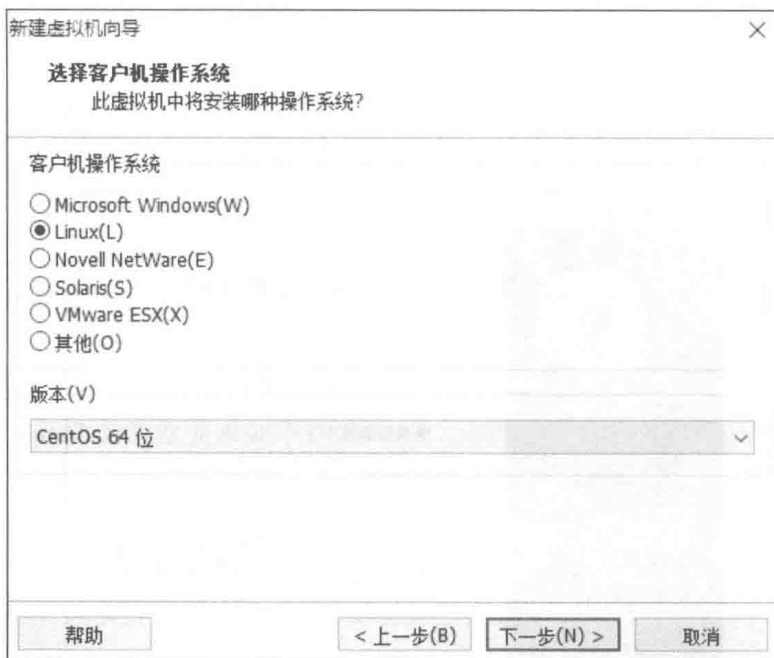 新建虚拟机向导
选择客户机操作系统
此虚拟机中将安装哪种操作系统?
客户机操作系统
Microsoft Windows(W)
Linux(L)
Novell NetWare(E)
Solaris(S)
VMware ESX(X)
其他(O)
版本(V)
CentOS 64 位
帮助
< 上一步(B)
下一步(N) >
取消